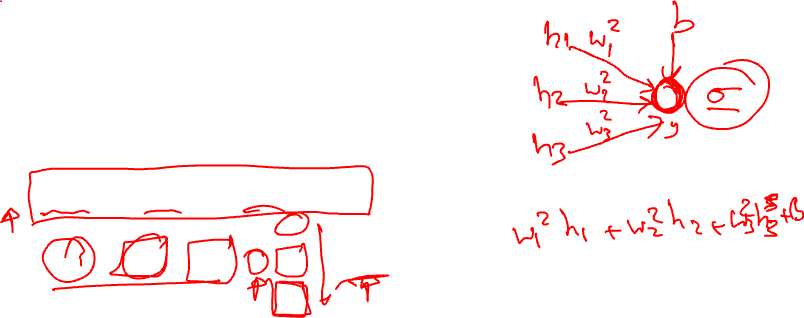 b
h1 w1^2
h2 w2^2 σ
h3 w3^2 y
w1^2 h1 + w2^2 h2 + w3^2 h3 + b